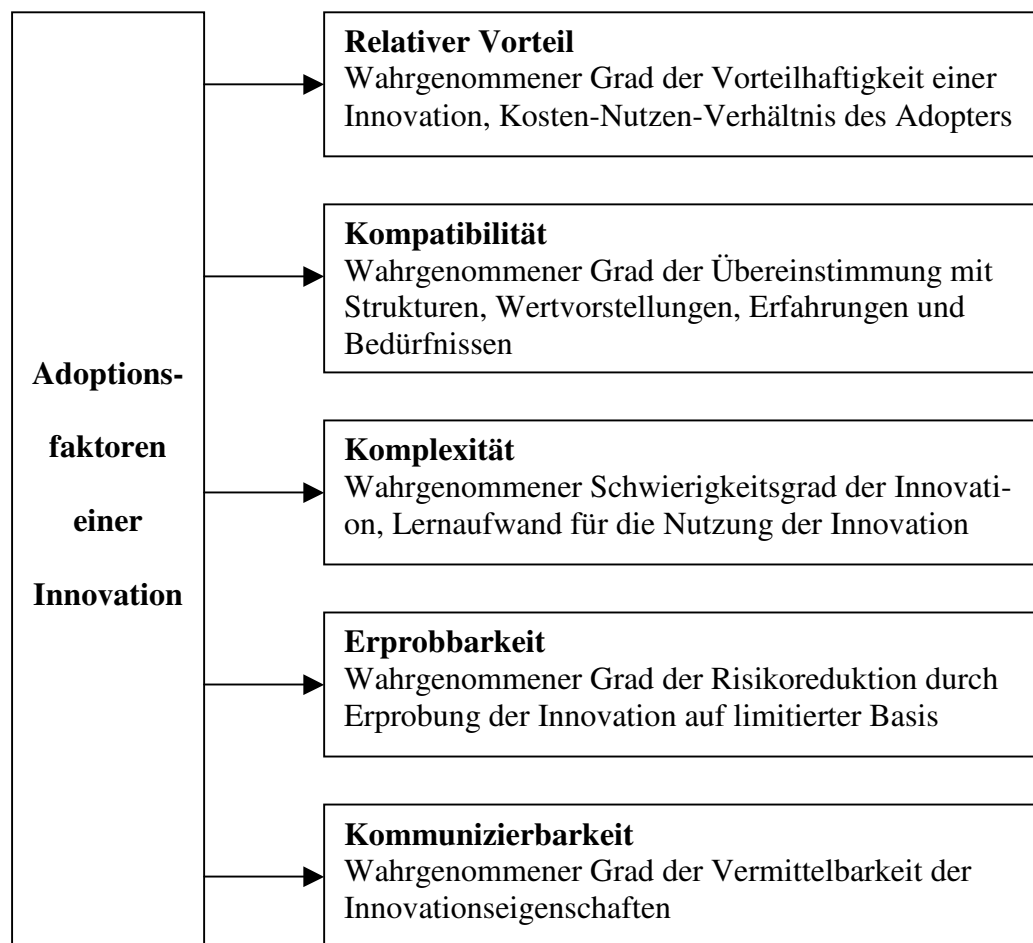 Adoptions-
faktoren
einer
Innovation
Relativer Vorteil
Wahrgenommener Grad der Vorteilhaftigkeit einer
Innovation, Kosten-Nutzen-Verhältnis des Adopters
Kompatibilität
Wahrgenommener Grad der Übereinstimmung mit
Strukturen, Wertvorstellungen, Erfahrungen und
Bedürfnissen
Komplexität
Wahrgenommener Schwierigkeitsgrad der Innovati-
on, Lernaufwand für die Nutzung der Innovation
Erprobbarkeit
Wahrgenommener Grad der Risikoreduktion durch
Erprobung der Innovation auf limitierter Basis
Kommunizierbarkeit
Wahrgenommener Grad der Vermittelbarkeit der
Innovationseigenschaften